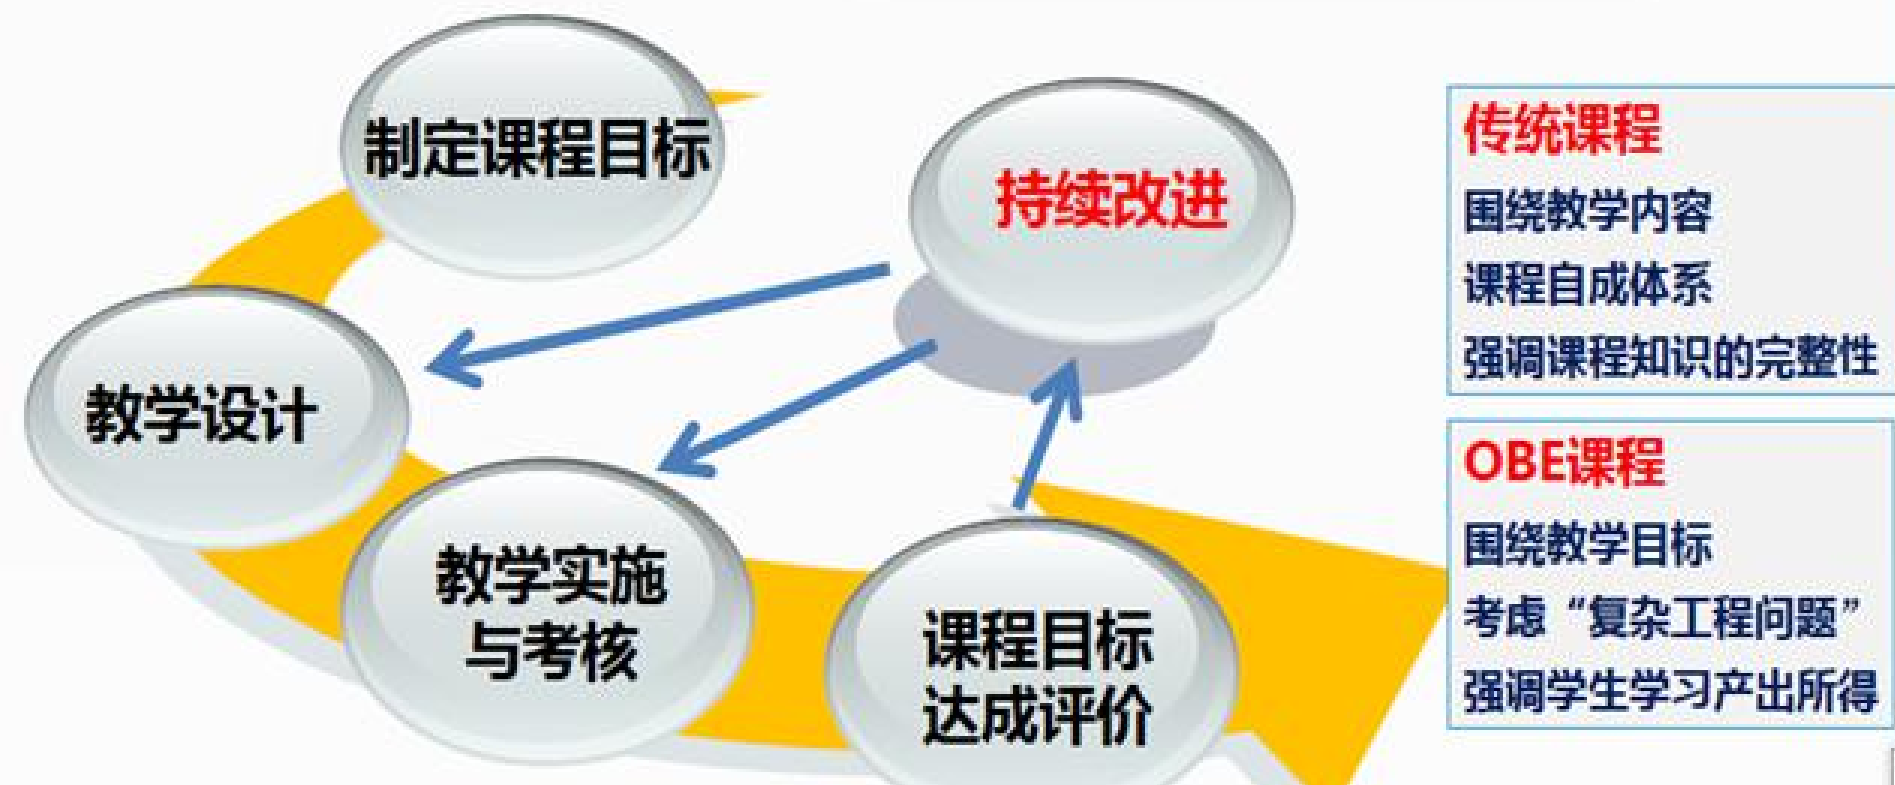 制定课程目标
持续改进
教学设计
教学实施
与考核
课程目标
达成评价
传统课程
围绕教学内容
课程自成体系
强调课程知识的完整性
OBE课程
围绕教学目标
考虑“复杂工程问题”
强调学生学习产出所得